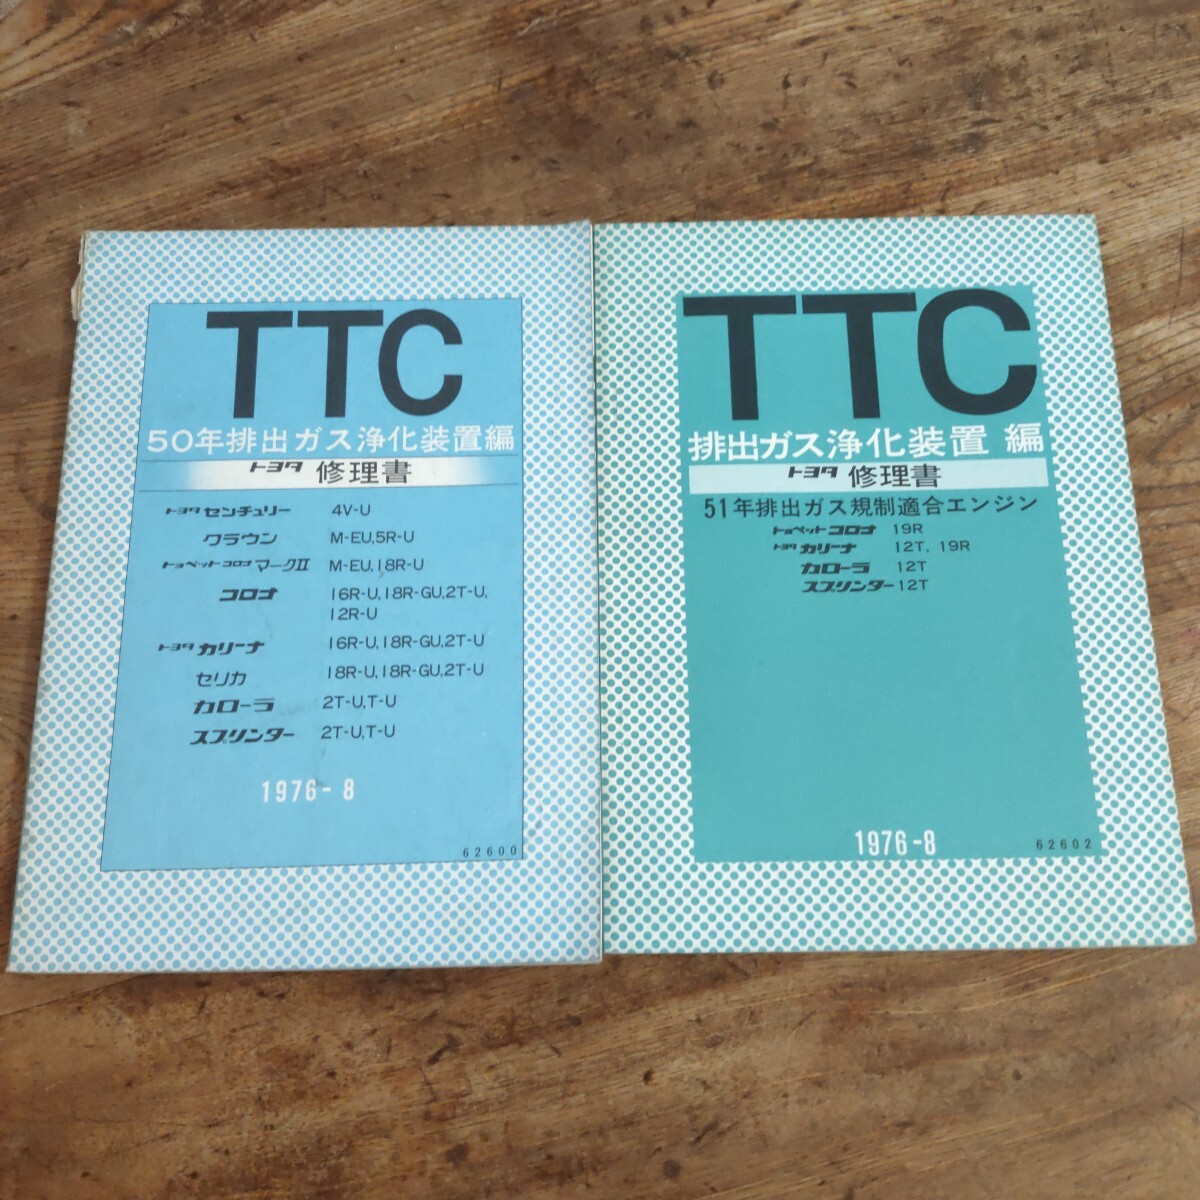 TTC
50年排出ガス浄化装置編
トヨタ 修理書
トヨタ センチュリー 4V-U
クラウン M-EU,5R-U
トヨペット コロナ マークII M-EU,18R-U
コロナ 16R-U,18R-GU,2T-U,
12R-U
トヨタ カリーナ 16R-U,18R-GU,2T-U
セリカ 18R-U,18R-GU,2T-U
カローラ 2T-U,T-U
スプリンター 2T-U,T-U
1976-8
62600
TTC
排出ガス浄化装置 編
トヨタ 修理書
51年排出ガス規制適合エンジン
トヨペット コロナ 19R
トヨタ カリーナ 12T, 19R
カローラ 12T
スプリンター 12T
1976-8
62602